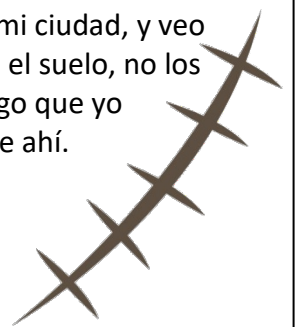 mi ciudad, y veo
el suelo, no los
go que yo
e ahí.